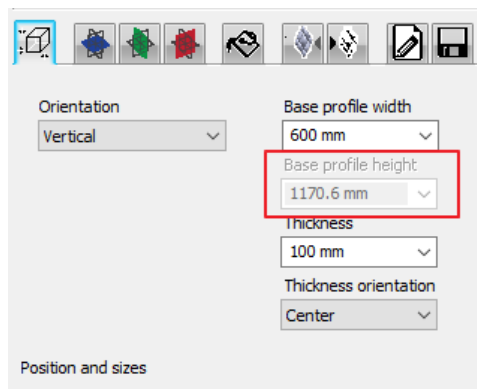 Orientation
Vertical
Base profile width
600 mm
Base profile height
1170.6 mm
Thickness
100 mm
Thickness orientation
Center
Position and sizes